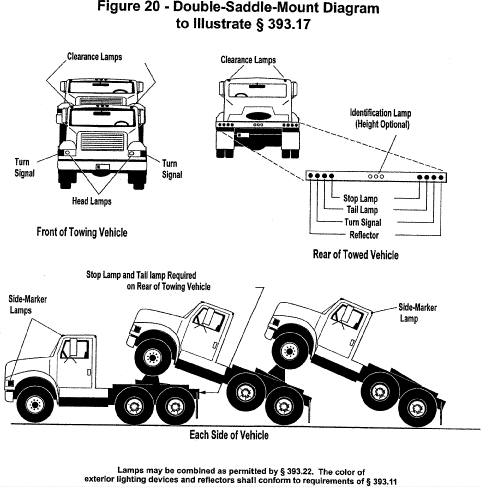 Figure 20 - Double-Saddle-Mount Diagram
to Illustrate § 393.17
Clearance Lamps
Clearance Lamps
Identification Lamp
(Height Optional)
Turn
Signal
Turn
Signal
Head Lamps
Stop Lamp
Tail Lamp
Turn Signal
Reflector
Front of Towing Vehicle
Rear of Towed Vehicle
Stop Lamp and Tail lamp Required
on Rear of Towing Vehicle
Side-Marker
Lamps
Side-Marker
Lamp
Each Side of Vehicle
Lamps may be combined as permitted by § 393.22. The color of
exterior lighting devices and reflectors shall conform to requirements of § 393.11